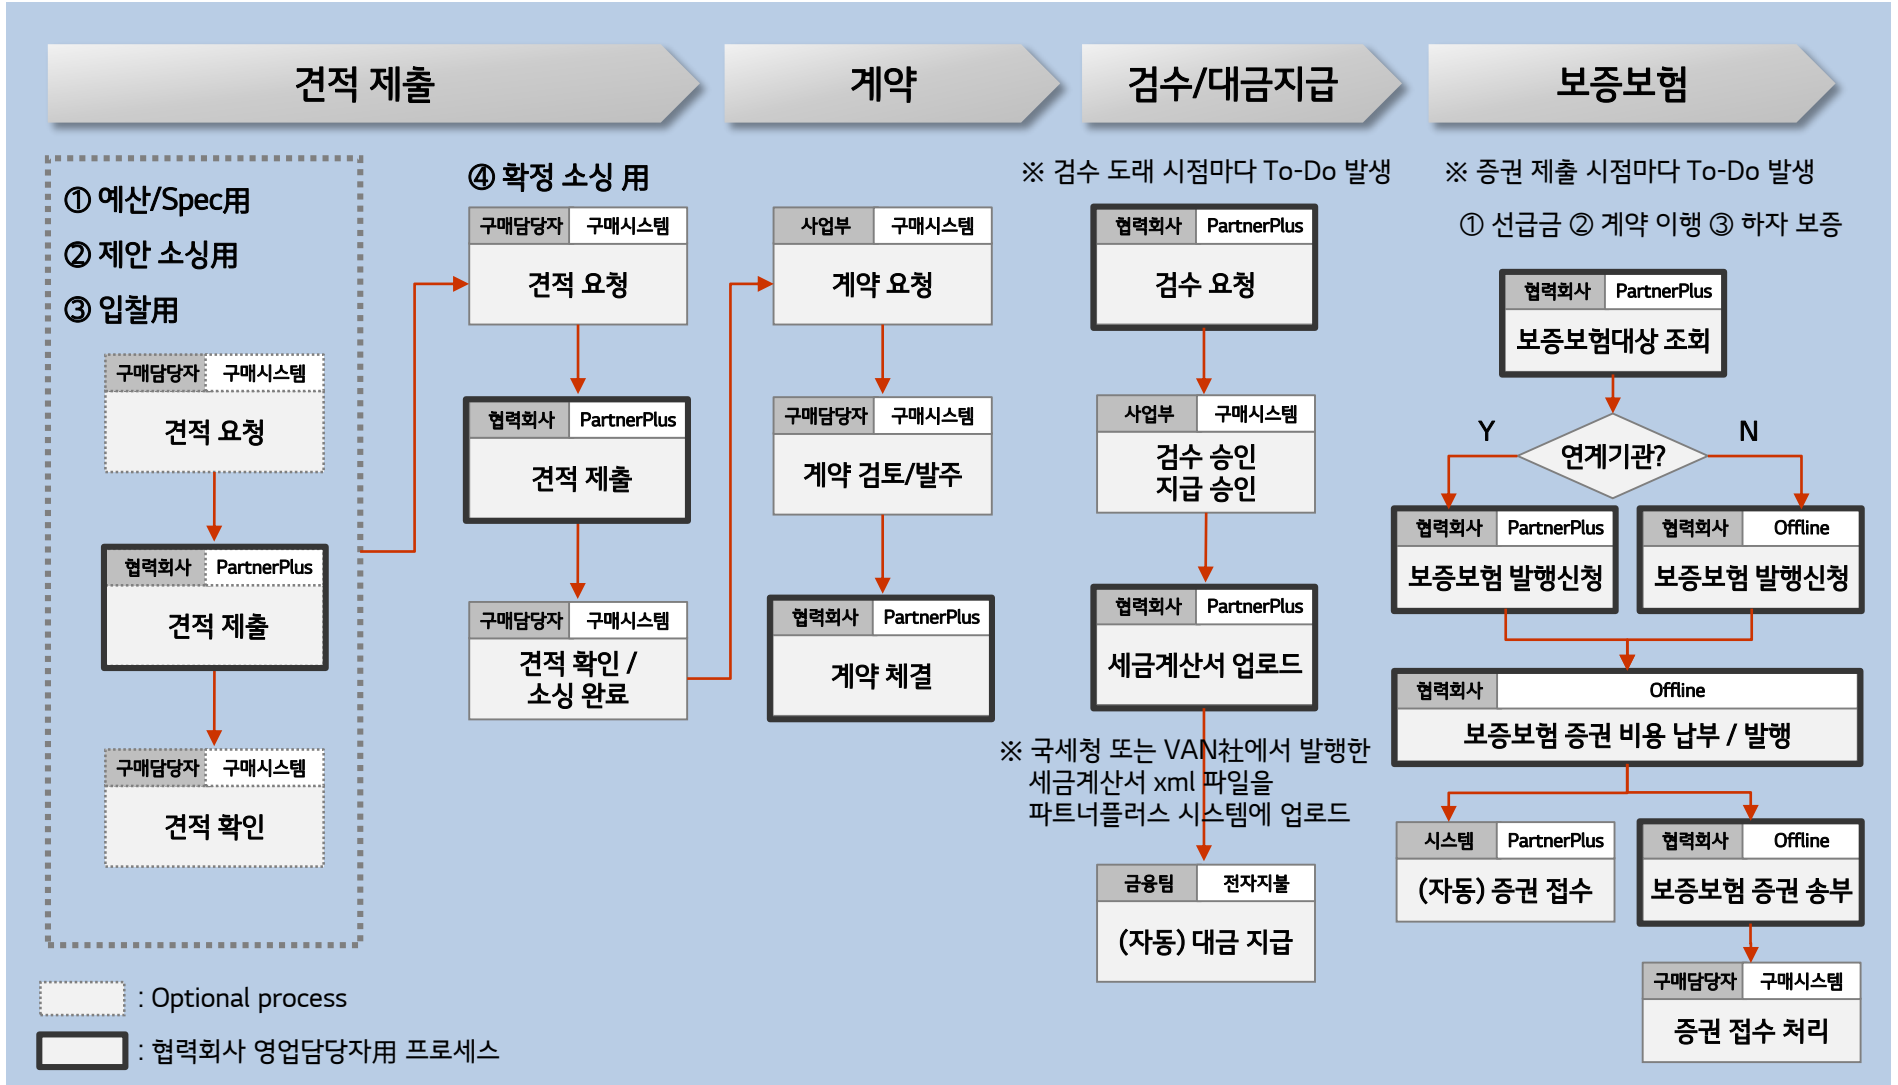 견적 제출
계약
검수/대금지급
보증보험
① 예산/Spec用
② 제안 소싱用
③ 입찰用
구매담당자 구매시스템
견적 요청
협력회사 PartnerPlus
견적 제출
구매담당자 구매시스템
견적 확인
④ 확정 소싱 用
구매담당자 구매시스템
견적 요청
협력회사 PartnerPlus
견적 제출
구매담당자 구매시스템
견적 확인 /
소싱 완료
사업부 구매시스템
계약 요청
구매담당자 구매시스템
계약 검토/발주
협력회사 PartnerPlus
계약 체결
※ 검수 도래 시점마다 To-Do 발생
협력회사 PartnerPlus
검수 요청
사업부 구매시스템
검수 승인
지급 승인
협력회사 PartnerPlus
세금계산서 업로드
※ 국세청 또는 VAN社에서 발행한
세금계산서 xml 파일을
파트너플러스 시스템에 업로드
금융팀 전자지불
(자동) 대금 지급
※ 증권 제출 시점마다 To-Do 발생
① 선급금 ② 계약 이행 ③ 하자 보증
협력회사 PartnerPlus
보증보험대상 조회
연계기관?
Y
N
협력회사 PartnerPlus
보증보험 발행신청
협력회사 Offline
보증보험 발행신청
협력회사 Offline
보증보험 증권 비용 납부 / 발행
시스템 PartnerPlus
(자동) 증권 접수
협력회사 Offline
보증보험 증권 송부
구매담당자 구매시스템
증권 접수 처리
: Optional process
: 협력회사 영업담당자用 프로세스